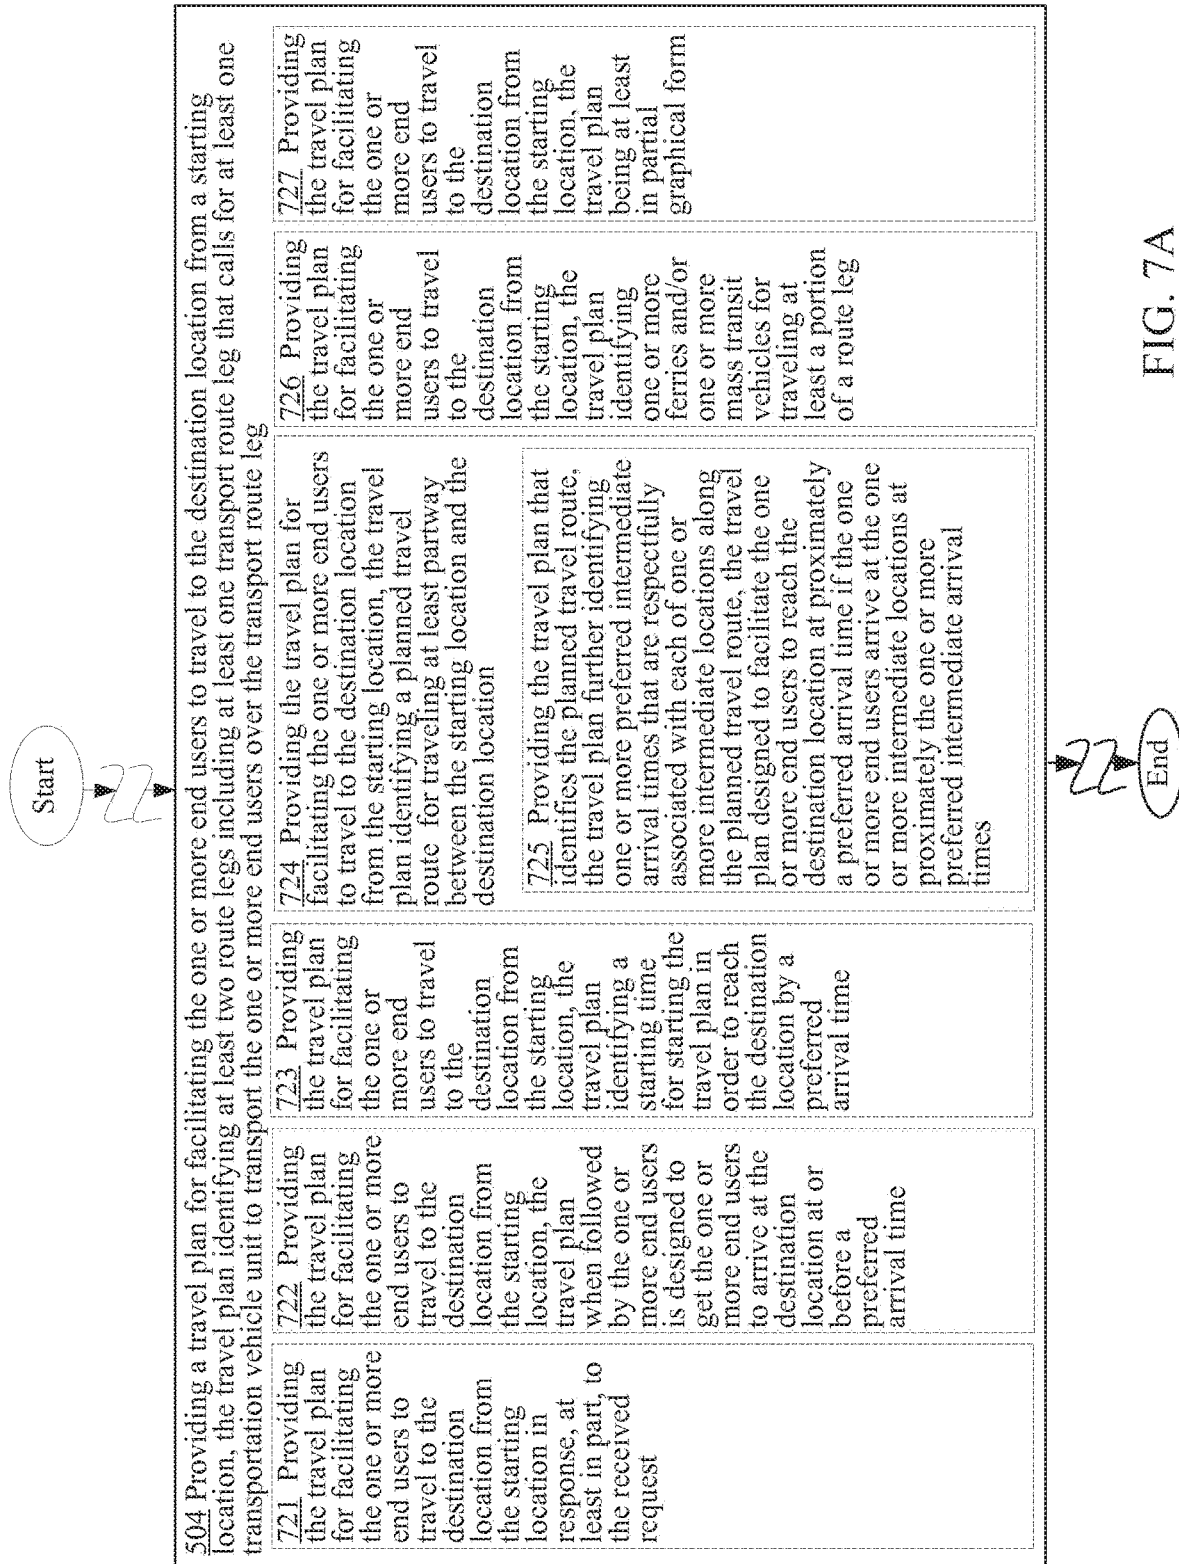 Start
504 Providing a travel plan for facilitating the one or more end users to travel to the destination location from a starting
location, the travel plan identifying at least two route legs including at least one transport route leg that calls for at least one
transportation vehicle unit to transport the one or more end users over the transport route leg
721 Providing
the travel plan
for facilitating
the one or more
end users to
travel to the
destination
location from
the starting
location in
response, at
least in part, to
the received
request
722 Providing
the travel plan
for facilitating
the one or more
end users to
travel to the
destination
location from
the starting
location, the
travel plan
when followed
by the one or
more end users
is designed to
get the one or
more end users
to arrive at the
destination
location at or
before a
preferred
arrival time
723 Providing
the travel plan
for facilitating
the one or
more end
users to travel
to the
destination
location from
the starting
location, the
travel plan
identifying a
starting time
for starting the
travel plan in
order to reach
the destination
location by a
preferred
arrival time
724 Providing the travel plan for
facilitating the one or more end users
to travel to the destination location
from the starting location, the travel
plan identifying a planned travel
route for traveling at least partway
between the starting location and the
destination location
725 Providing the travel plan that
identifies the planned travel route,
the travel plan further identifying
one or more preferred intermediate
arrival times that are respectfully
associated with each of one or
more intermediate locations along
the planned travel route, the travel
plan designed to facilitate the one
or more end users to reach the
destination location at proximately
a preferred arrival time if the one
or more end users arrive at the one
or more intermediate locations at
proximately the one or more
preferred intermediate arrival
times
726 Providing
the travel plan
for facilitating
the one or
more end
users to travel
to the
destination
location from
the starting
location, the
travel plan
identifying
one or more
ferries and/or
one or more
mass transit
vehicles for
traveling at
least a portion
of a route leg
727 Providing
the travel plan
for facilitating
the one or
more end
users to travel
to the
destination
location from
the starting
location, the
travel plan
being at least
in partial
graphical form
End
FIG. 7A